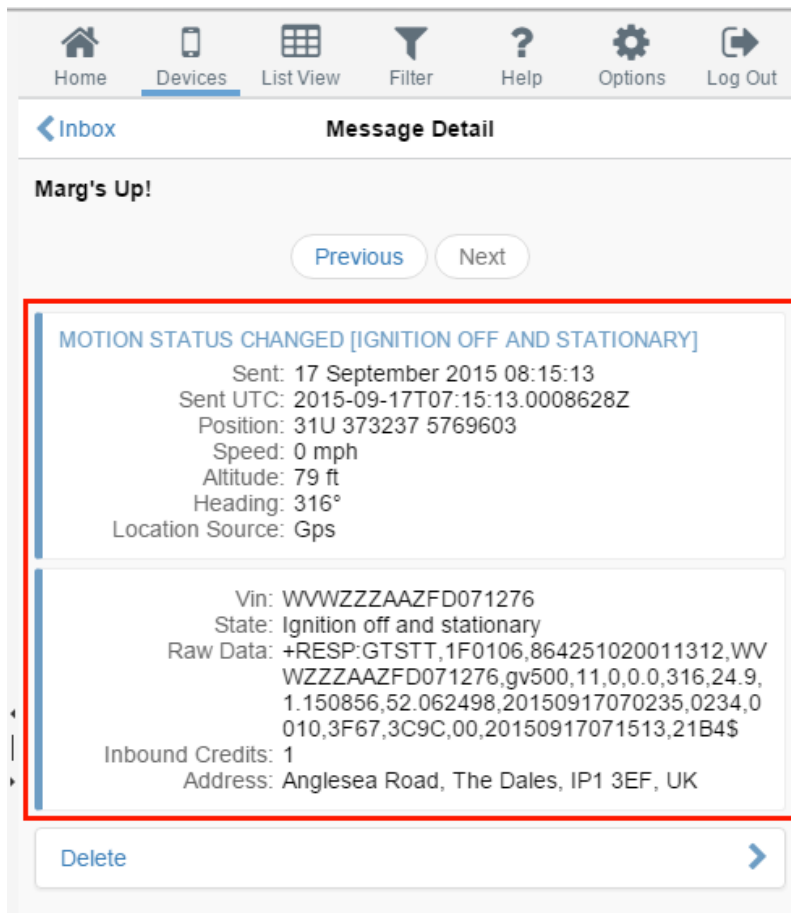 Home Devices List View Filter Help Options Log Out
Inbox Message Detail
Marg's Up!
Previous Next
MOTION STATUS CHANGED [IGNITION OFF AND STATIONARY]
Sent: 17 September 2015 08:15:13
Sent UTC: 2015-09-17T07:15:13.0008628Z
Position: 31U 373237 5769603
Speed: 0 mph
Altitude: 79 ft
Heading: 316°
Location Source: Gps
Vin: WVWZZZAAZFD071276
State: Ignition off and stationary
Raw Data: +RESP:GTSTT,1F0106,864251020011312,WV
WZZZAAZFD071276,gv500,11,0,0.0,316,24.9,
1.150856,52.062498,20150917070235,0234,0
010,3F67,3C9C,00,20150917071513,21B4$
Inbound Credits: 1
Address: Anglesea Road, The Dales, IP1 3EF, UK
Delete